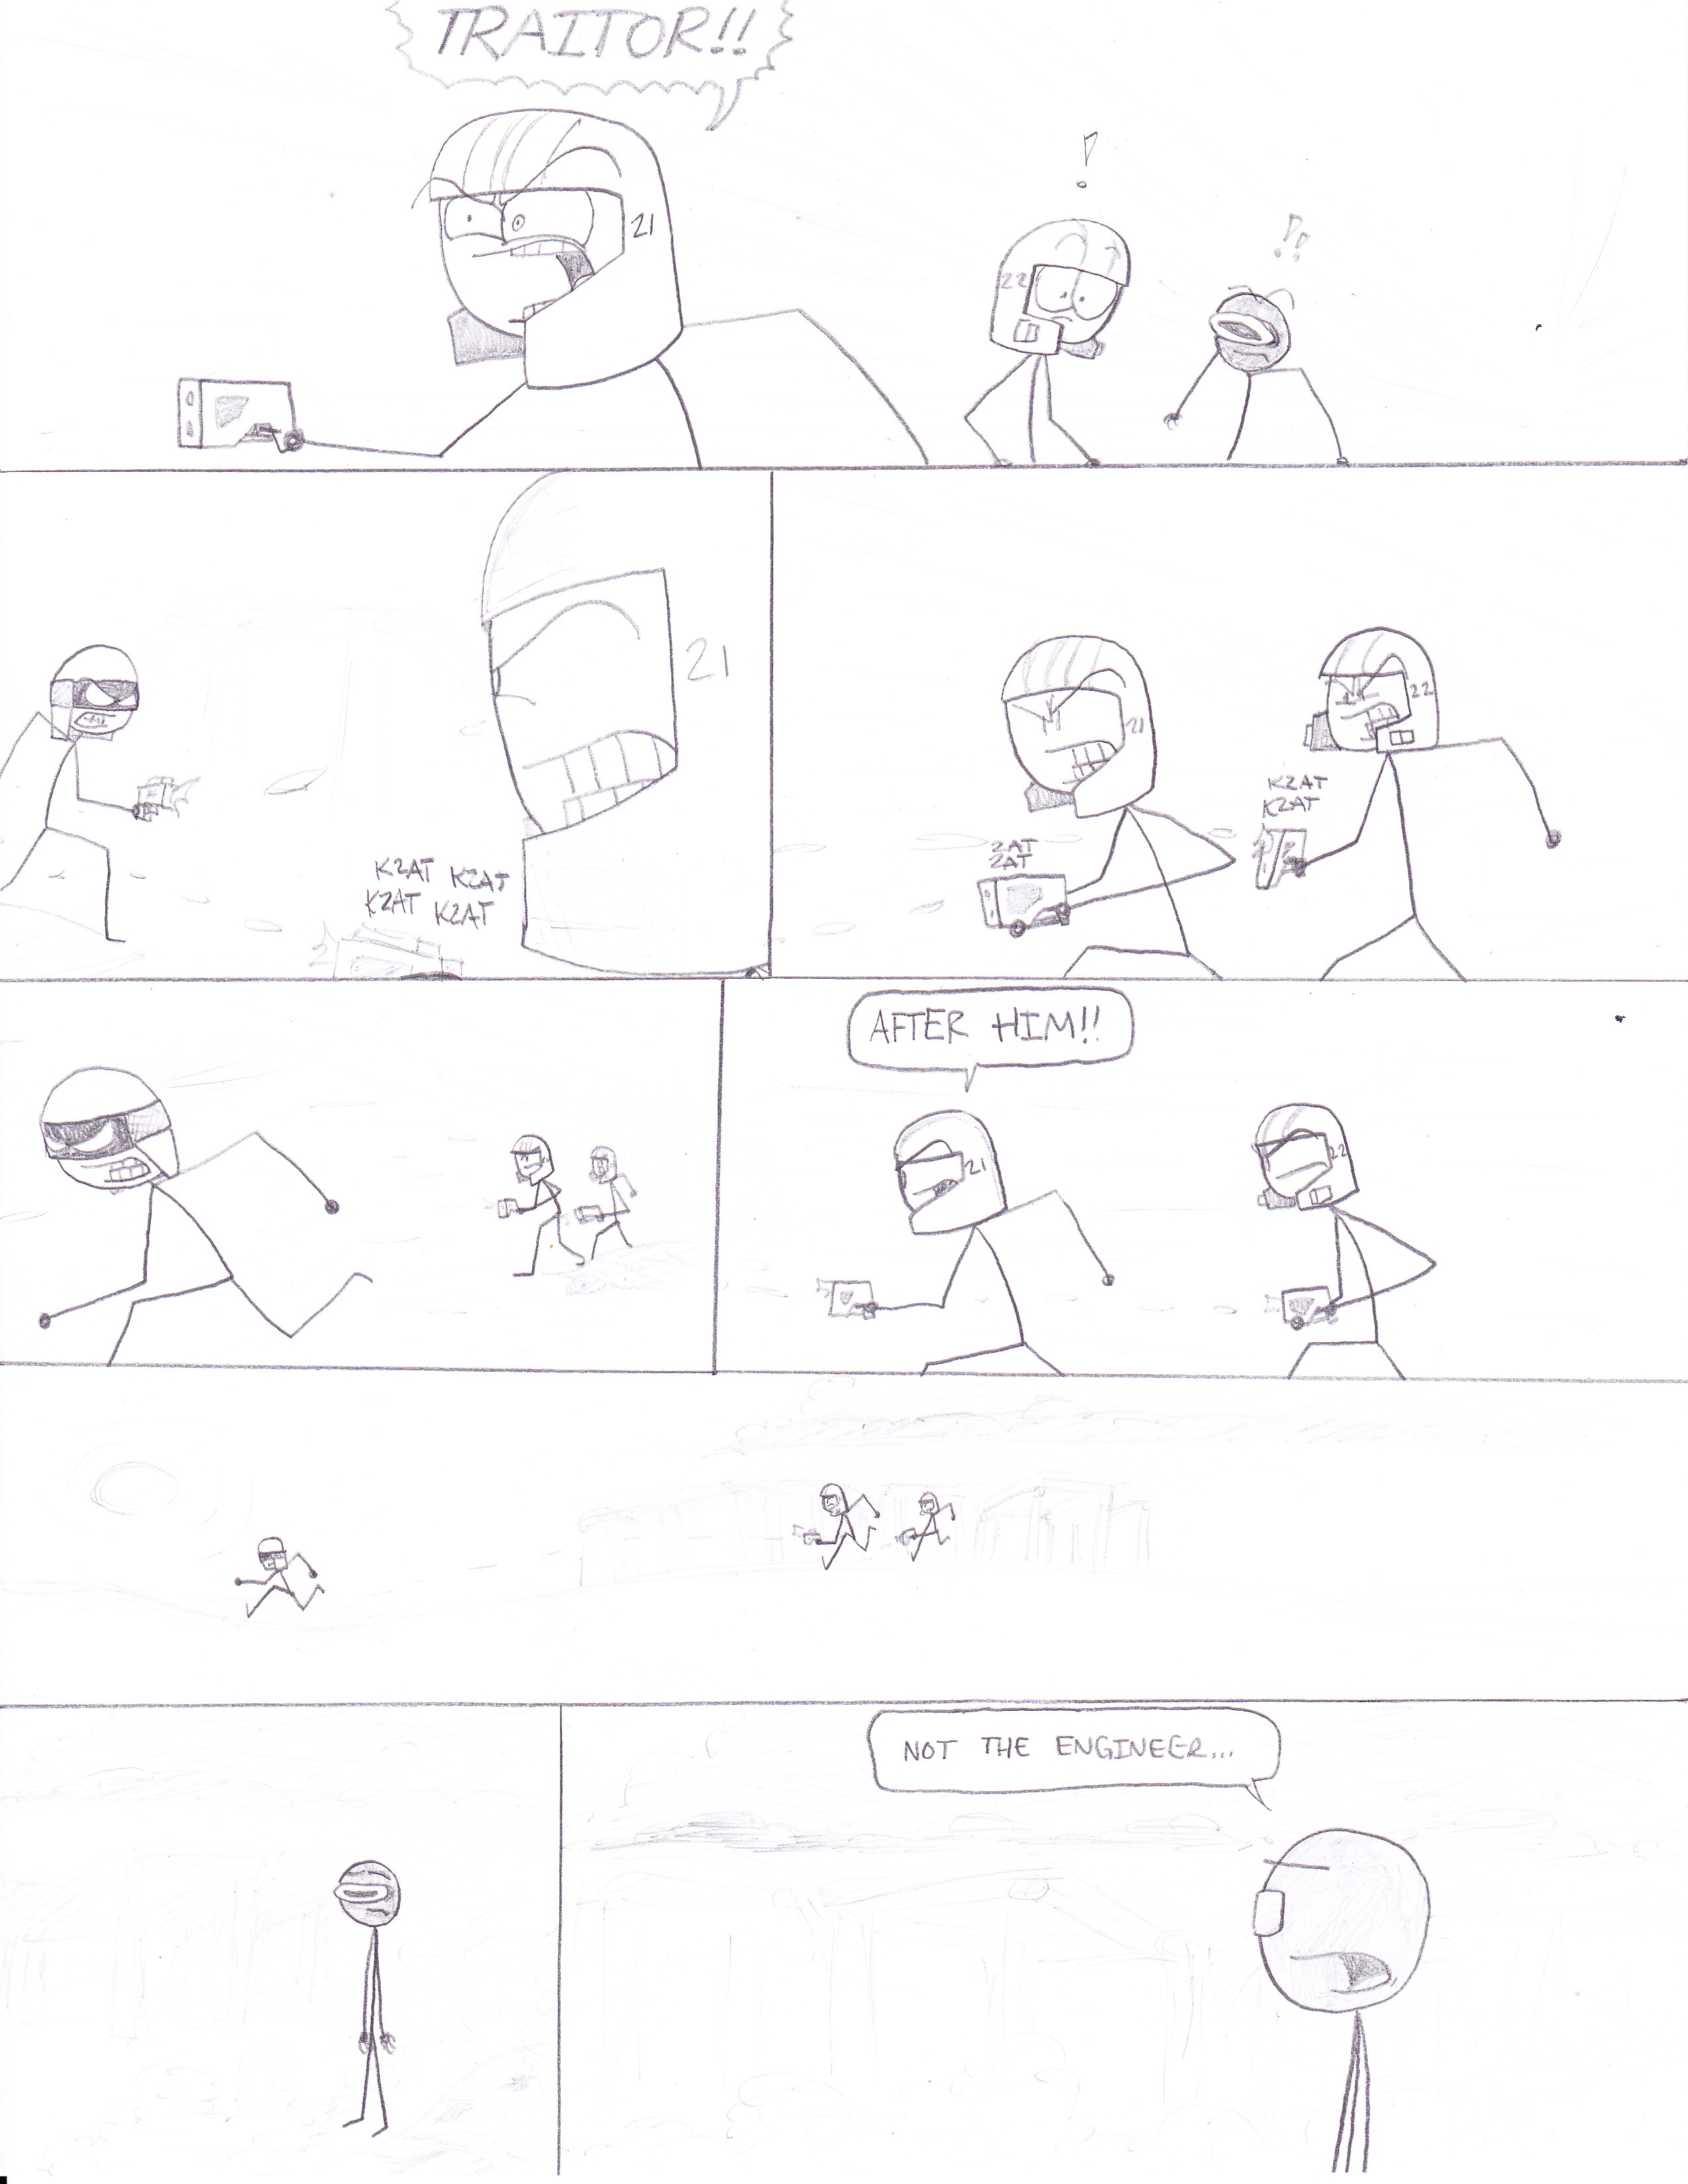 TRAITOR!!
!
!!
21
22
21
KZAT KZAT
KZAT KZAT
21
22
ZAT
ZAT
KZAT
KZAT
AFTER HIM!!
21
22
NOT THE ENGINEER...